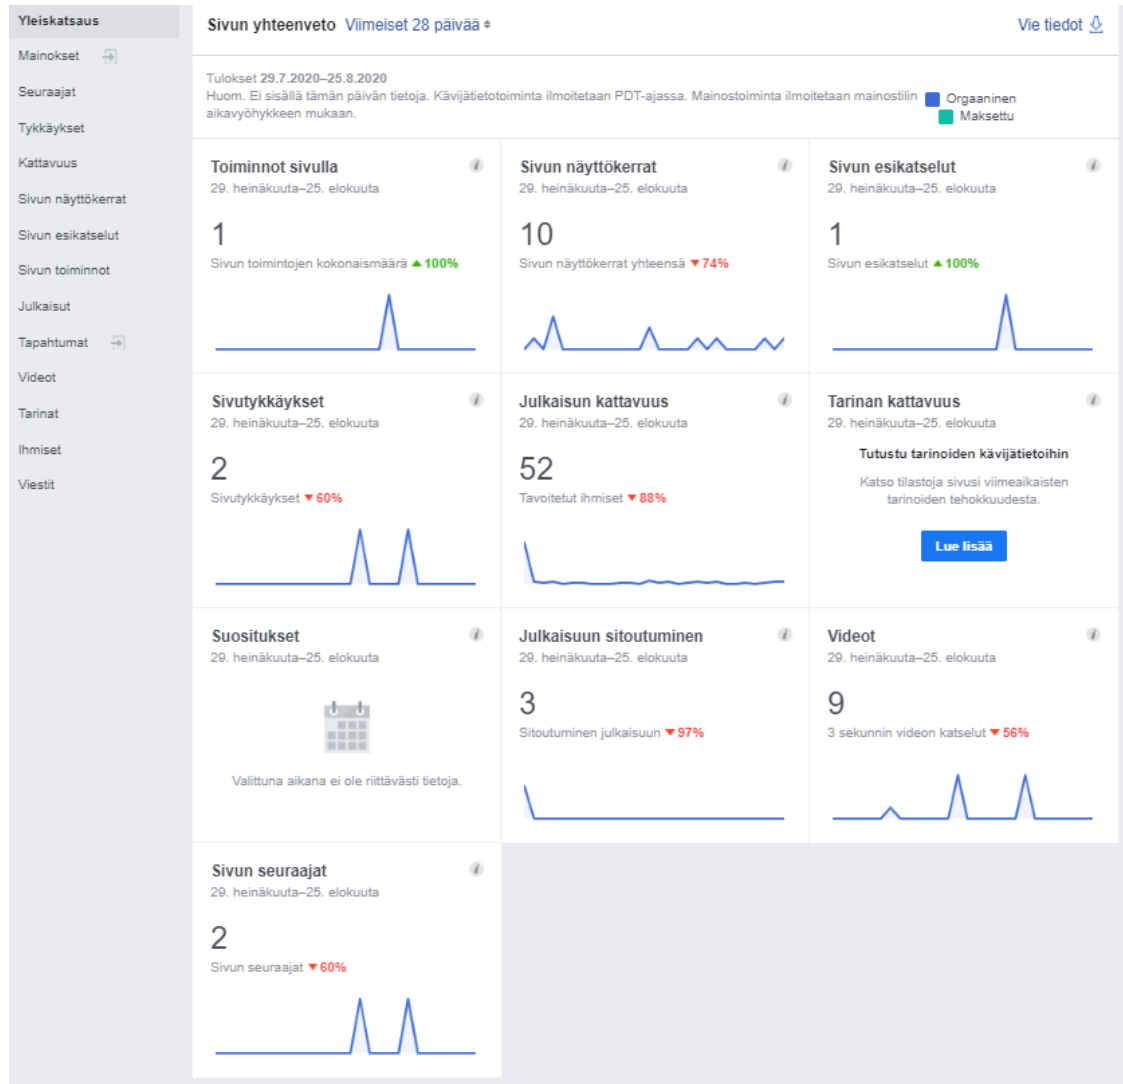 Yleiskatsaus
Mainokset
Seuraajat
Tykkäykset
Kattavuus
Sivun näyttökerrat
Sivun esikatselut
Sivun toiminnot
Julkaisut
Tapahtumat
Videot
Tarinat
Ihmiset
Viestit
Sivun yhteenveto Viimeiset 28 päivää
Vie tiedot
Tulokset 29.7.2020–25.8.2020
Huom. Ei sisällä tämän päivän tietoja. Kävijätietotoiminta ilmoitetaan PDT-ajassa. Mainostoiminta ilmoitetaan mainostilin
aikavyöhykkeen mukaan.
Orgaaninen
Maksettu
Toiminnot sivulla
29. heinäkuuta–25. elokuuta
1
Sivun toimintojen kokonaismäärä ▲ 100%
Sivun näyttökerrat
29. heinäkuuta–25. elokuuta
10
Sivun näyttökerrat yhteensä ▼ 74%
Sivun esikatselut
29. heinäkuuta–25. elokuuta
1
Sivun esikatselut ▲ 100%
Sivutykkäykset
29. heinäkuuta–25. elokuuta
2
Sivutykkäykset ▼ 60%
Julkaisun kattavuus
29. heinäkuuta–25. elokuuta
52
Tavoitetut ihmiset ▼ 88%
Tarinan kattavuus
29. heinäkuuta–25. elokuuta
Tutustu tarinoiden kävijätietoihin
Katso tilastoja sivusi viimeaikaisten
tarinoiden tehokkuudesta.
Lue lisää
Suositukset
29. heinäkuuta–25. elokuuta
Valittuna aikana ei ole riittävästi tietoja.
Julkaisuun sitoutuminen
29. heinäkuuta–25. elokuuta
3
Sitoutuminen julkaisuun ▼ 97%
Videot
29. heinäkuuta–25. elokuuta
9
3 sekunnin videon katselut ▼ 56%
Sivun seuraajat
29. heinäkuuta–25. elokuuta
2
Sivun seuraajat ▼ 60%